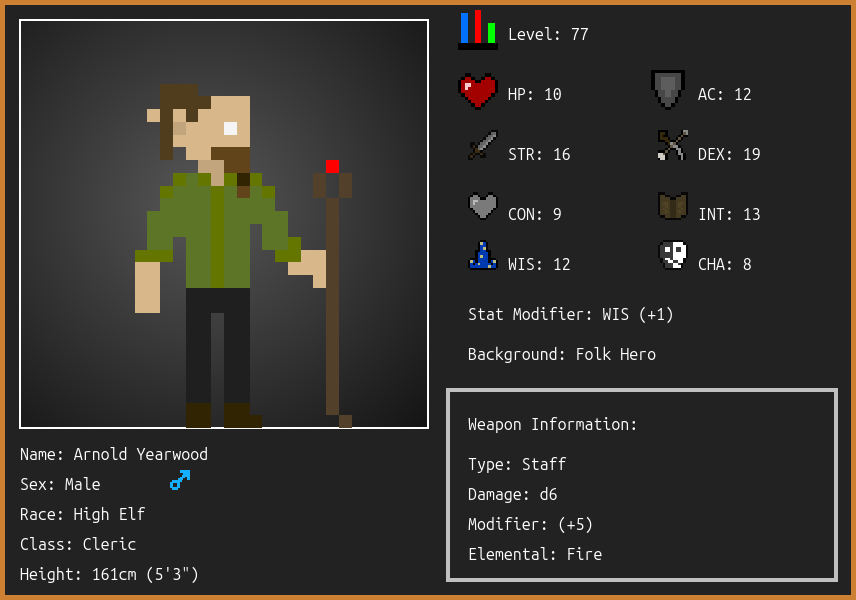 Level: 77
HP: 10
AC: 12
STR: 16
DEX: 19
CON: 9
INT: 13
WIS: 12
CHA: 8
Stat Modifier: WIS (+1)
Background: Folk Hero
Weapon Information:
Type: Staff
Damage: d6
Modifier: (+5)
Elemental: Fire
Name: Arnold Yearwood
Sex: Male
Race: High Elf
Class: Cleric
Height: 161cm (5'3")